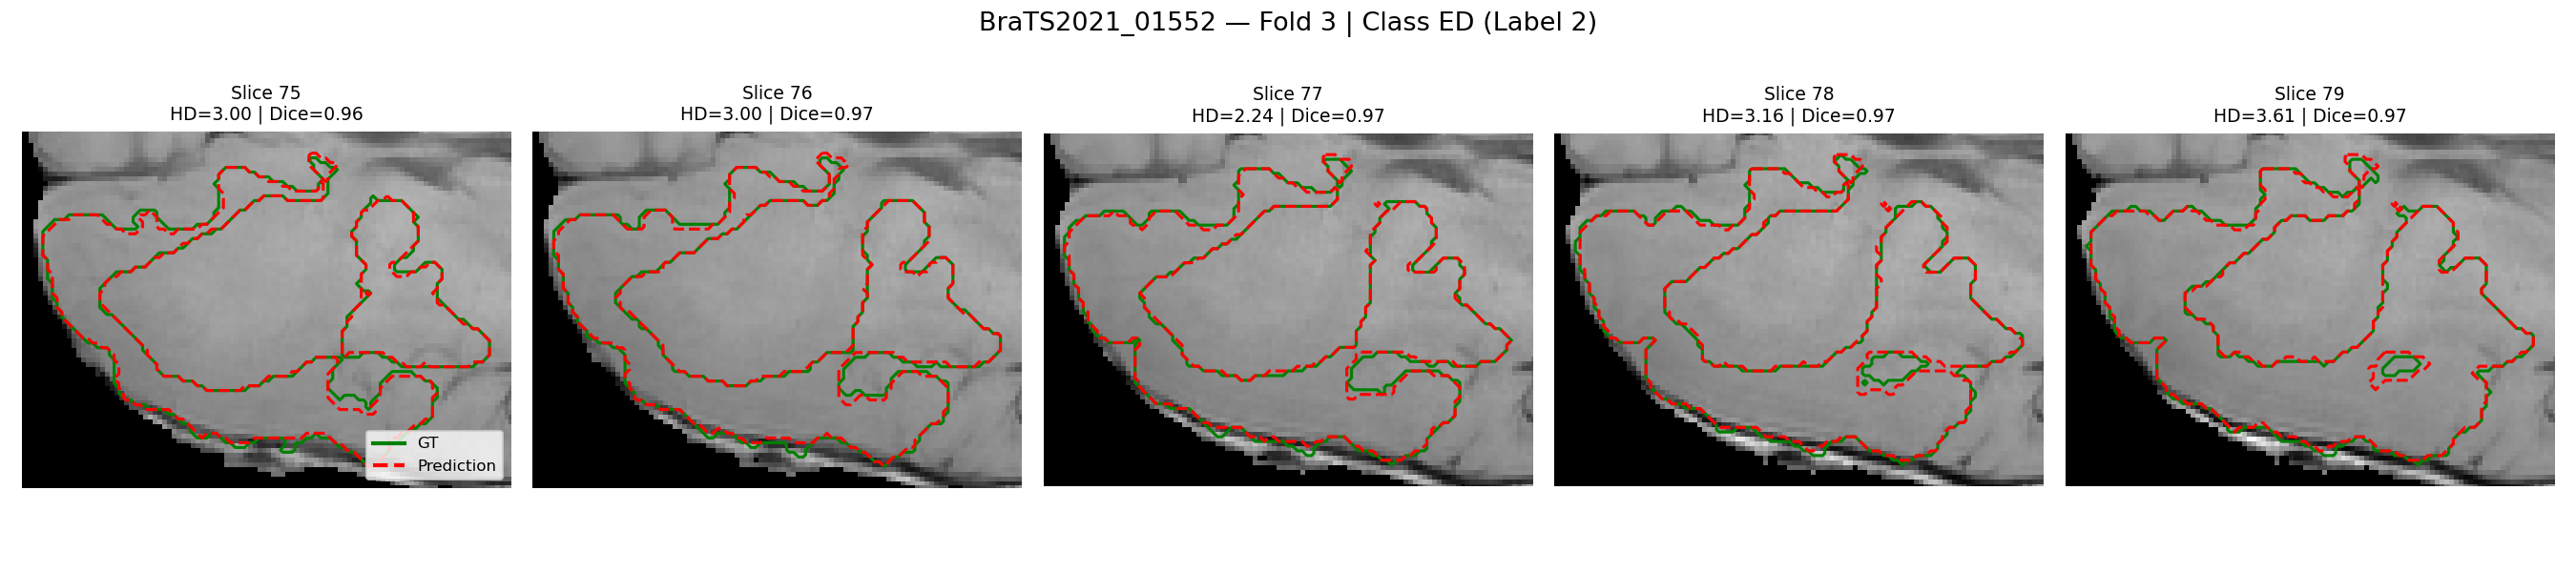 BraTS2021_01552 — Fold 3 | Class ED (Label 2)
Slice 75
HD=3.00 | Dice=0.96
Slice 76
HD=3.00 | Dice=0.97
Slice 77
HD=2.24 | Dice=0.97
Slice 78
HD=3.16 | Dice=0.97
Slice 79
HD=3.61 | Dice=0.97
GT
Prediction